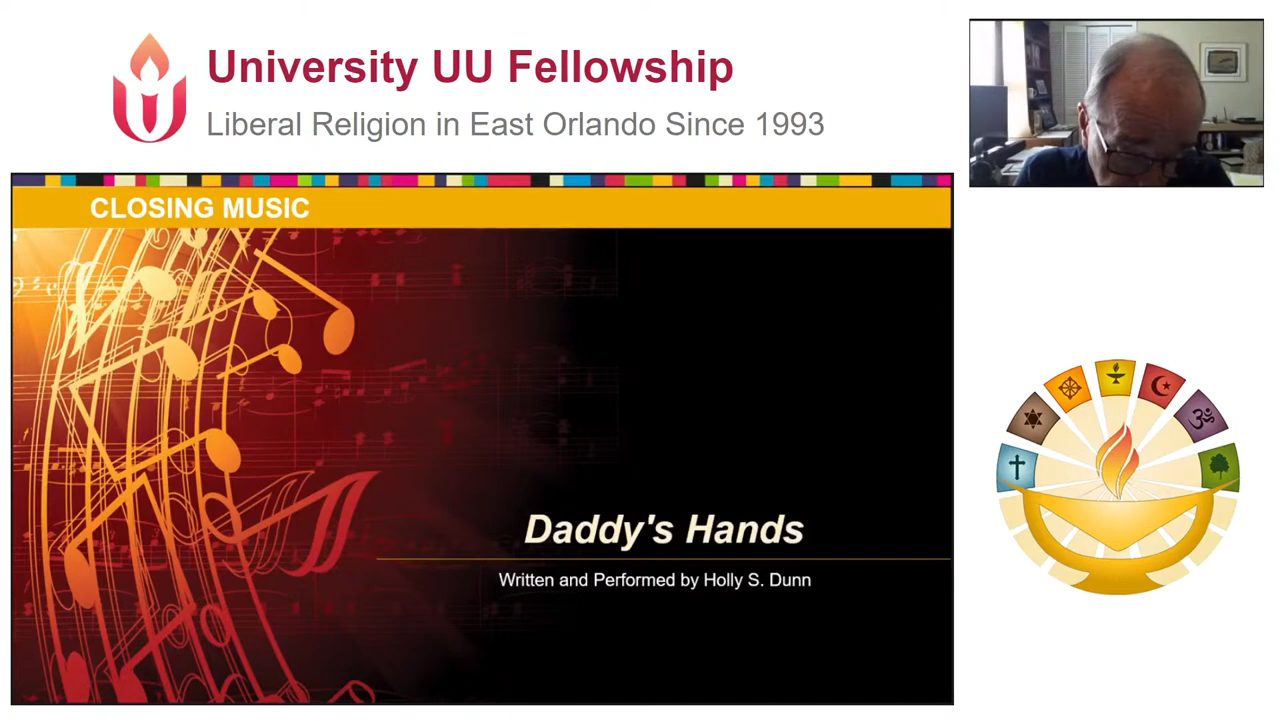 University UU Fellowship
Liberal Religion in East Orlando Since 1993
CLOSING MUSIC
Daddy's Hands
Written and Performed by Holly S. Dunn